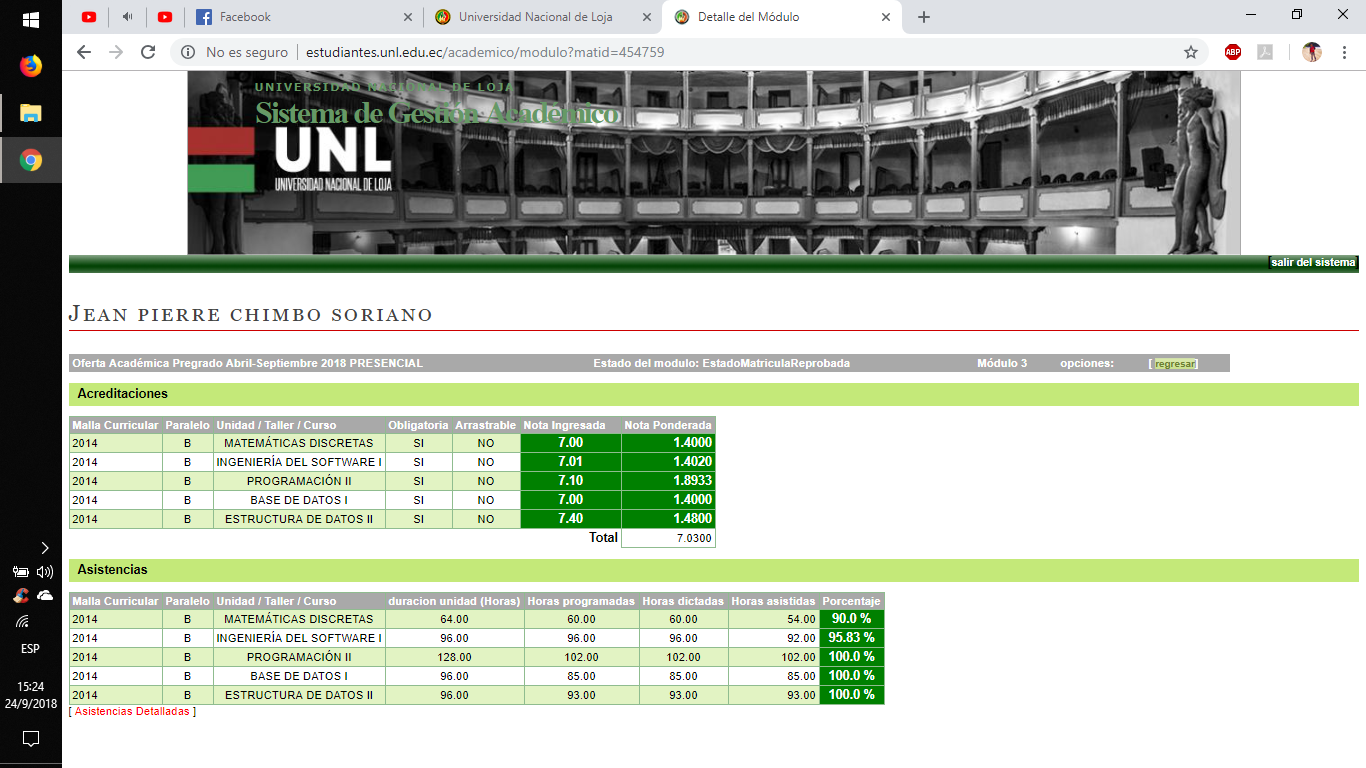 Facebook
Universidad Nacional de Loja
Detalle del Módulo
No es seguro | estudiantes.unl.edu.ec/academico/modulo?matid=454759
ABP
UNIVERSIDAD NACIONAL DE LOJA
Sistema de Gestión Académico
UNL
UNIVERSIDAD NACIONAL DE LOJA
[salir del sistema]
JEAN PIERRE CHIMBO SORIANO
Oferta Académica Pregrado Abril-Septiembre 2018 PRESENCIAL Estado del modulo: EstadoMatriculaReprobada Módulo 3 opciones: [ regresar]
Acreditaciones
Malla Curricular Paralelo Unidad / Taller / Curso Obligatoria Arrastrable Nota Ingresada Nota Ponderada
2014 B MATEMÁTICAS DISCRETAS SI NO 7.00 1.4000
2014 B INGENIERÍA DEL SOFTWARE I SI NO 7.01 1.4020
2014 B PROGRAMACIÓN II SI NO 7.10 1.8933
2014 B BASE DE DATOS I SI NO 7.00 1.4000
2014 B ESTRUCTURA DE DATOS II SI NO 7.40 1.4800
Total 7.0300
Asistencias
Malla Curricular Paralelo Unidad / Taller / Curso duracion unidad (Horas) Horas programadas Horas dictadas Horas asistidas Porcentaje
2014 B MATEMÁTICAS DISCRETAS 64.00 60.00 60.00 54.00 90.0 %
2014 B INGENIERÍA DEL SOFTWARE I 96.00 96.00 96.00 92.00 95.83 %
2014 B PROGRAMACIÓN II 128.00 102.00 102.00 102.00 100.0 %
2014 B BASE DE DATOS I 96.00 85.00 85.00 85.00 100.0 %
2014 B ESTRUCTURA DE DATOS II 96.00 93.00 93.00 93.00 100.0 %
[ Asistencias Detalladas ]
ESP
15:24
24/9/2018